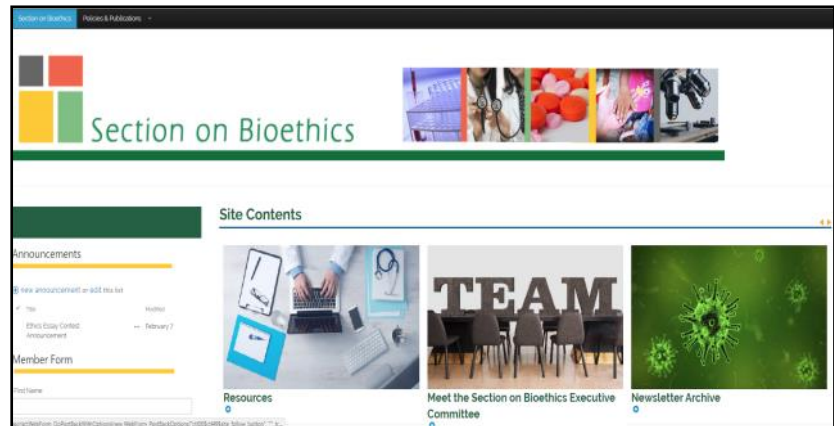 Section on Bioethics
Policies & Publications
Section on Bioethics
Site Contents
Announcements
new announcement or add this list
Title
Modified
Ethics Essay Contest
Announcement
February 7
Member Form
First Name
Resources
TEAM
Meet the Section on Bioethics Executive
Committee
Newsletter Archive